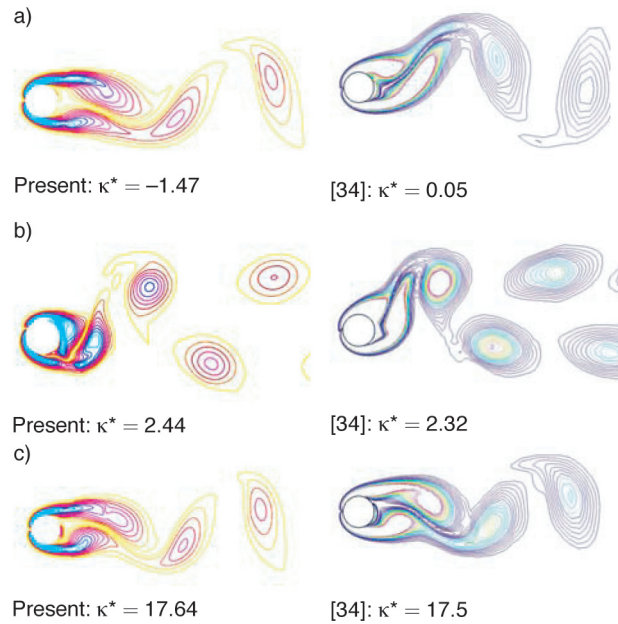 a)
Present: κ* = –1.47
[34]: κ* = 0.05
b)
Present: κ* = 2.44
[34]: κ* = 2.32
c)
Present: κ* = 17.64
[34]: κ* = 17.5